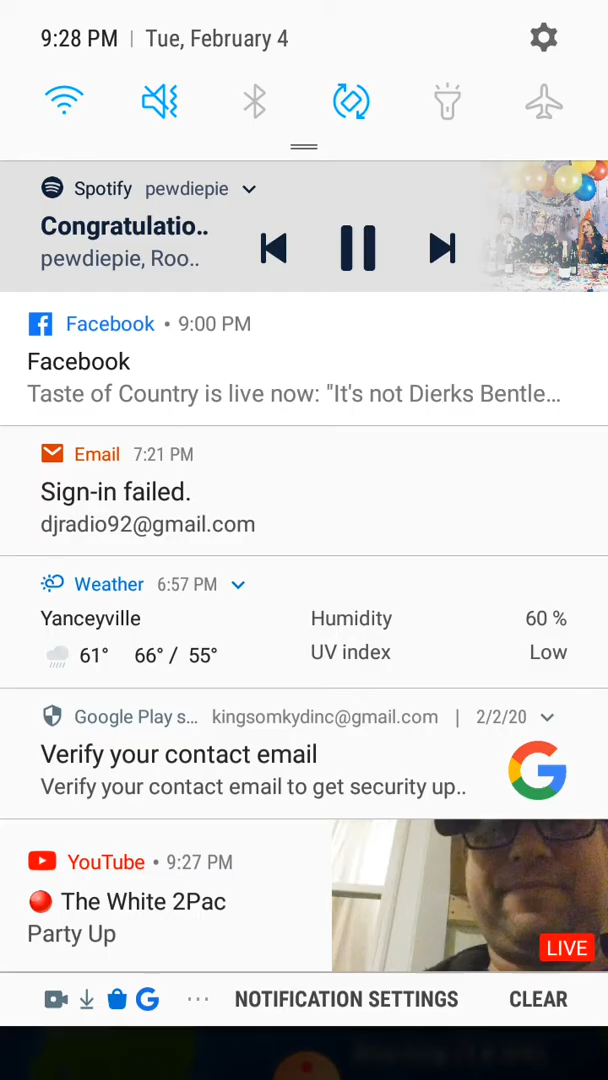 9:28 PM | Tue, February 4
Spotify pewdiepie
Congratulatio..
pewdiepie, Roo..
Facebook • 9:00 PM
Facebook
Taste of Country is live now: "It's not Dierks Bentle...
Email 7:21 PM
Sign-in failed.
djradio92@gmail.com
Weather 6:57 PM
Yanceyville Humidity 60 %
61° 66° / 55° UV index Low
Google Play s... kingsomkydinc@gmail.com | 2/2/20
Verify your contact email
Verify your contact email to get security up..
YouTube • 9:27 PM
The White 2Pac
Party Up
LIVE
NOTIFICATION SETTINGS CLEAR